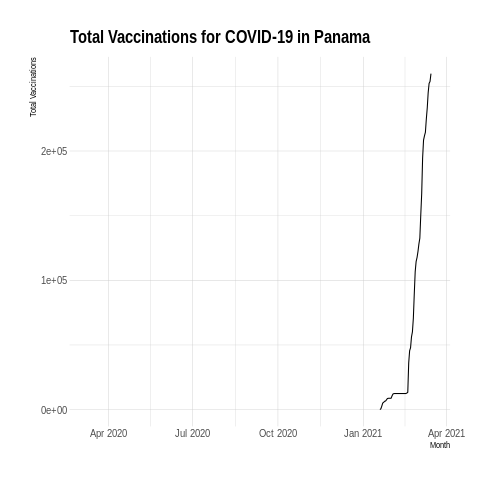 Total Vaccinations for COVID-19 in Panama
Total Vaccinations
2e+05
1e+05
0e+00
Apr 2020 Jul 2020 Oct 2020 Jan 2021 Apr 2021
Month